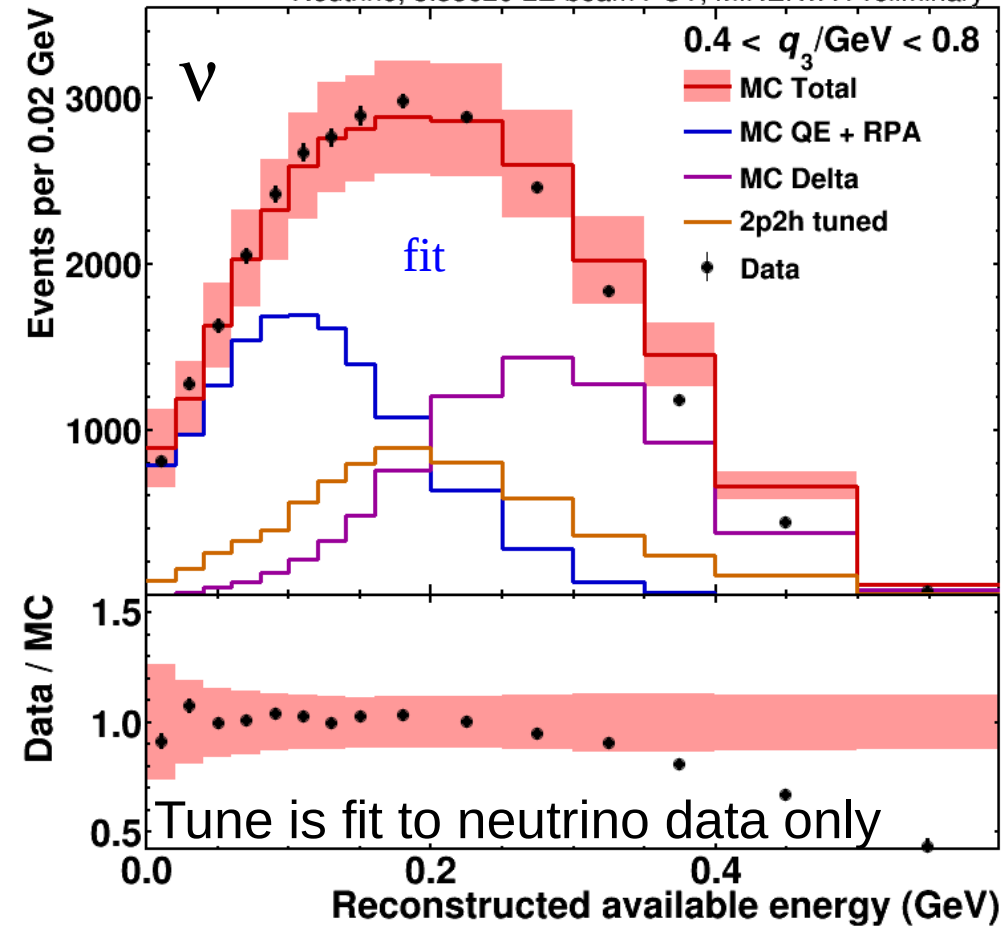 ν
0.4 < q3/GeV < 0.8
MC Total
MC QE + RPA
MC Delta
2p2h tuned
Data
fit
Events per 0.02 GeV
3000
2000
1000
Data / MC
1.5
1.0
0.5
Tune is fit to neutrino data only
0.0 0.2 0.4
Reconstructed available energy (GeV)